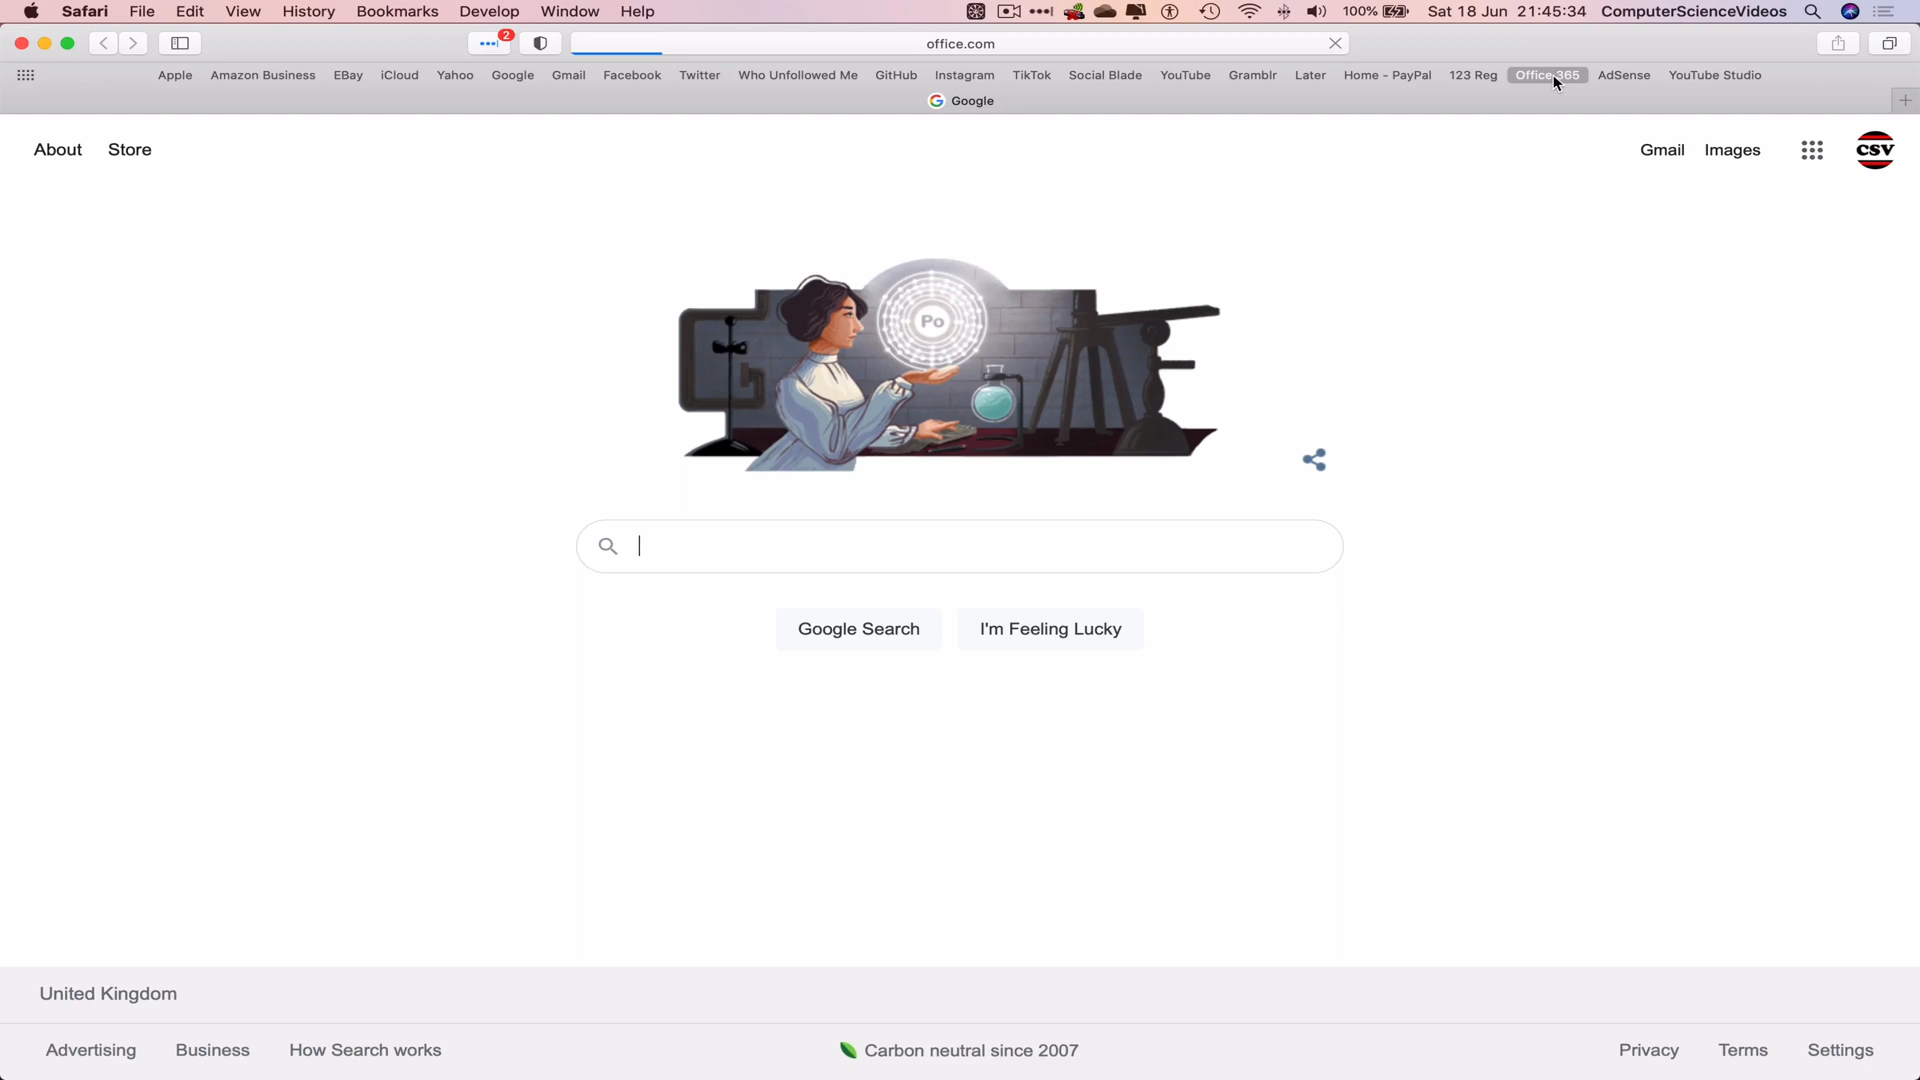 Safari File Edit View History Bookmarks Develop Window Help 100% Sat 18 Jun 21:45:34 ComputerScienceVideos
2 office.com
Apple Amazon Business EBay iCloud Yahoo Google Gmail Facebook Twitter Who Unfollowed Me GitHub Instagram TikTok Social Blade YouTube Gramblr Later Home - PayPal 123 Reg Office 365 AdSense YouTube Studio
Google
About Store Gmail Images CSV
Po
Google Search I'm Feeling Lucky
United Kingdom
Advertising Business How Search works Carbon neutral since 2007 Privacy Terms Settings